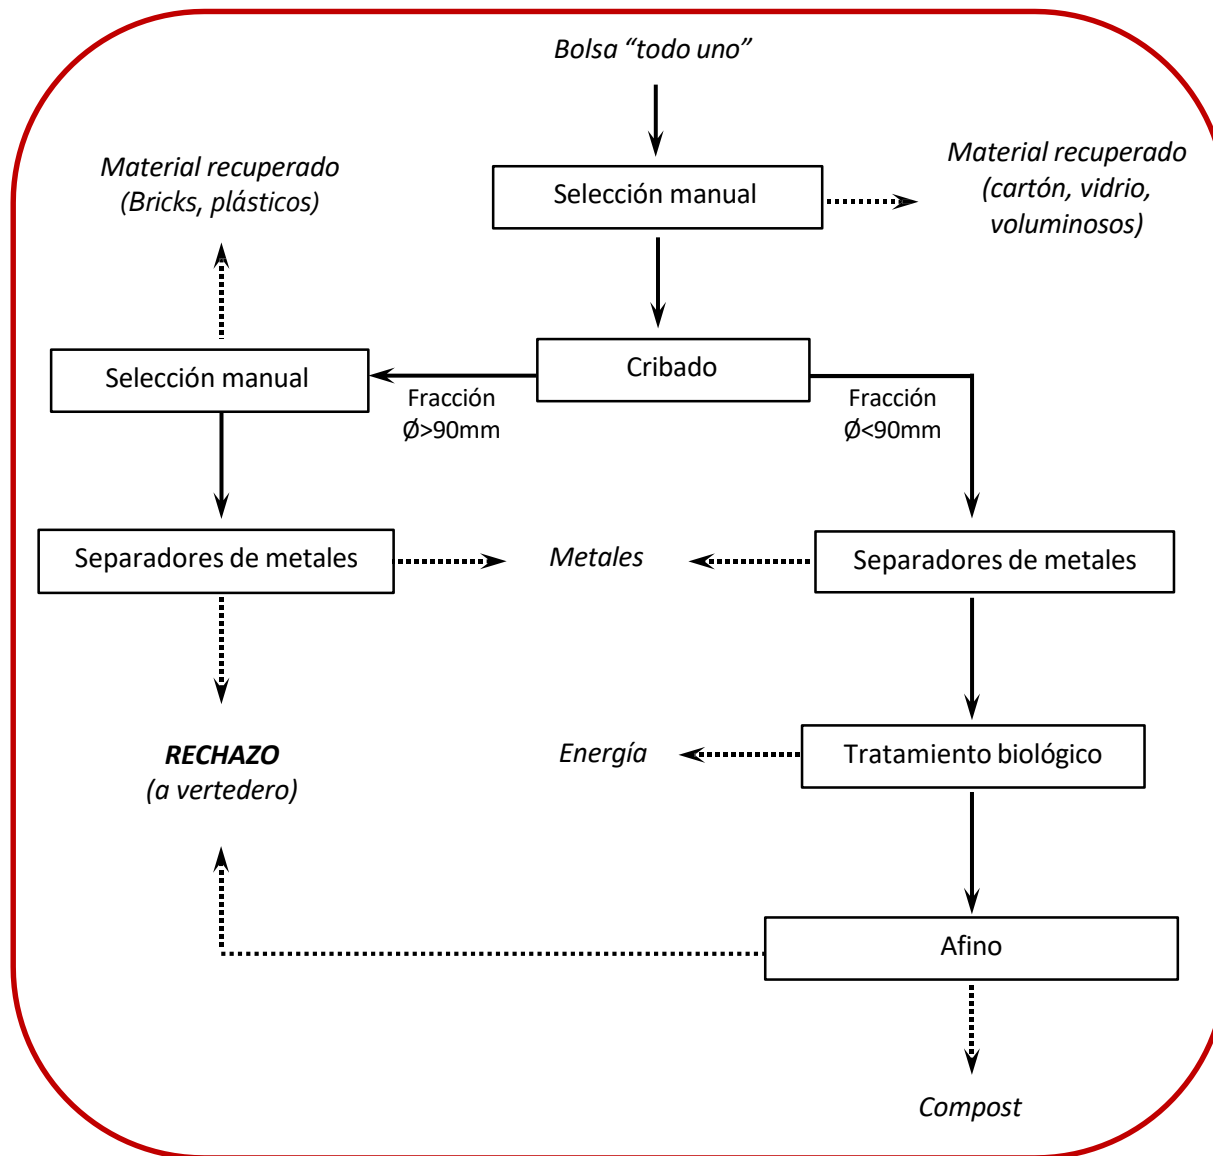 Bolsa “todo uno”
Material recuperado
(Bricks, plásticos)
Selección manual
Material recuperado
(cartón, vidrio,
voluminosos)
Selección manual
Cribado
Fracción
Ø>90mm
Fracción
Ø<90mm
Separadores de metales
Metales
Separadores de metales
RECHAZO
(a vertedero)
Energía
Tratamiento biológico
Afino
Compost